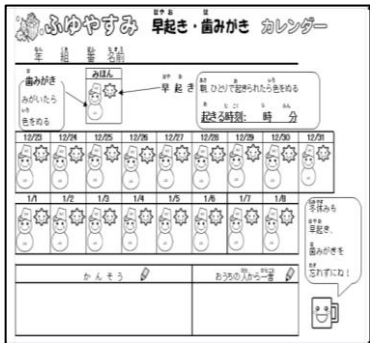 ふゆやすみ 早起き・歯みがき カレンダー
年 組 番 名前
歯みがき
みがいたら
色をぬる
みほん
早起き
朝、ひとりで起きられたら色をぬる
起きる時刻: 時 分
12/23 12/24 12/25 12/26 12/27 12/28 12/29 12/30 12/31
1/1 1/2 1/3 1/4 1/5 1/6 1/7 1/8
冬休みも
早起き、
歯みがきを
忘れずにね!
かんそう
おうちの人から一言